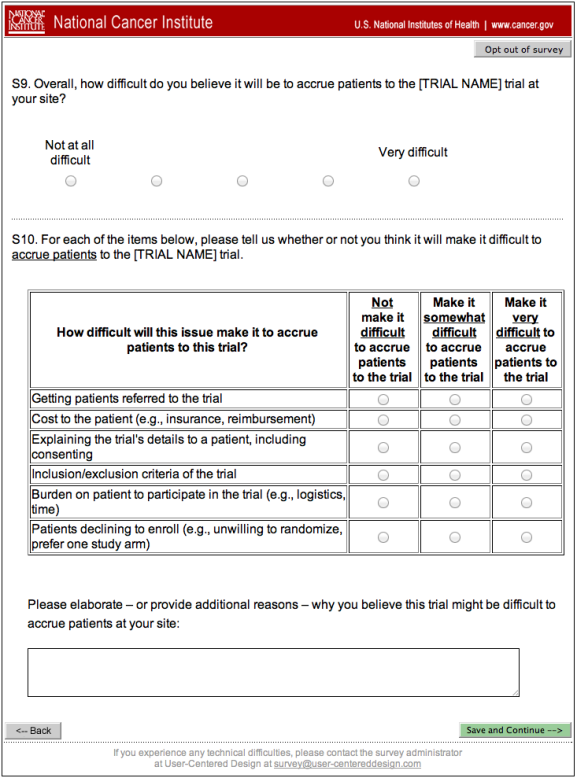 NATIONAL
CANCER
INSTITUTE
National Cancer Institute
U.S. National Institutes of Health | www.cancer.gov
Opt out of survey
S9. Overall, how difficult do you believe it will be to accrue patients to the [TRIAL NAME] trial at
your site?
Not at all
difficult
Very difficult
S10. For each of the items below, please tell us whether or not you think it will make it difficult to
accrue patients to the [TRIAL NAME] trial.
How difficult will this issue make it to accrue
patients to this trial?
Not
make it
difficult
to accrue
patients
to the trial
Make it
somewhat
difficult
to accrue
patients
to the trial
Make it
very
difficult to
accrue
patients to
the trial
Getting patients referred to the trial
Cost to the patient (e.g., insurance, reimbursement)
Explaining the trial's details to a patient, including
consenting
Inclusion/exclusion criteria of the trial
Burden on patient to participate in the trial (e.g., logistics,
time)
Patients declining to enroll (e.g., unwilling to randomize,
prefer one study arm)
Please elaborate – or provide additional reasons – why you believe this trial might be difficult to
accrue patients at your site:
<-- Back
Save and Continue -->
If you experience any technical difficulties, please contact the survey administrator
at User-Centered Design at survey@user-centereddesign.com